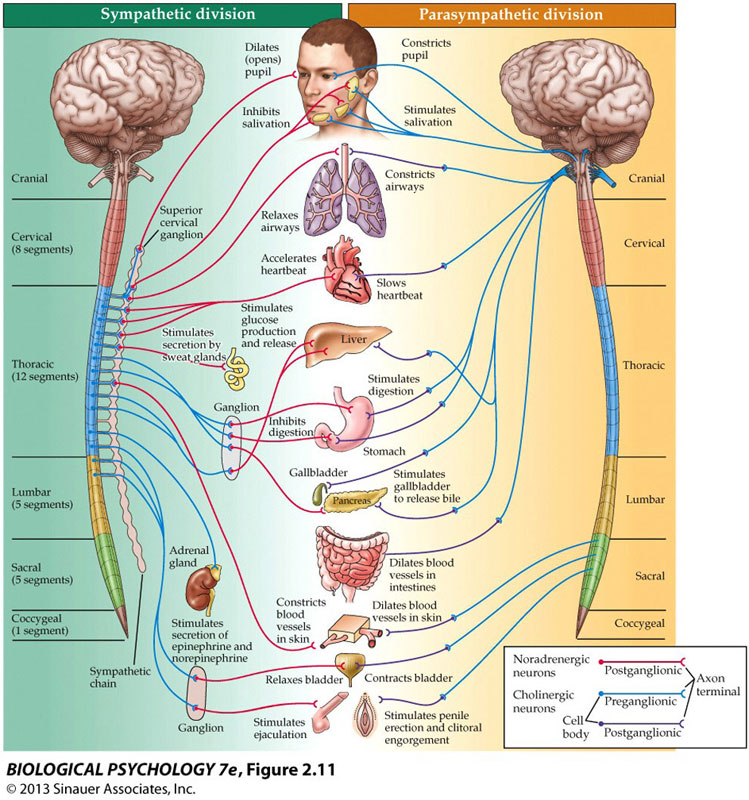 Sympathetic division
Parasympathetic division
Dilates
(opens)
pupil
Constricts
pupil
Inhibits
salivation
Stimulates
salivation
Cranial
Cranial
Constricts
airways
Superior
cervical
ganglion
Relaxes
airways
Cervical
(8 segments)
Cervical
Accelerates
heartbeat
Slows
heartbeat
Stimulates
glucose
production
and release
Stimulates
secretion by
sweat glands
Liver
Thoracic
(12 segments)
Thoracic
Stimulates
digestion
Ganglion
Inhibits
digestion
Stomach
Gallbladder
Stimulates
gallbladder
to release bile
Pancreas
Lumbar
(5 segments)
Lumbar
Adrenal
gland
Dilates blood
vessels in
intestines
Sacral
(5 segments)
Sacral
Constricts
blood
vessels
in skin
Dilates blood
vessels in skin
Coccygeal
(1 segment)
Coccygeal
Stimulates
secretion of
epinephrine and
norepinephrine
Sympathetic
chain
Relaxes bladder
Contracts bladder
Ganglion
Stimulates
ejaculation
Stimulates penile
erection and clitoral
engorgement
Noradrenergic
neurons
Postganglionic
Axon
terminal
Cholinergic
neurons
Preganglionic
Cell
body
Postganglionic
BIOLOGICAL PSYCHOLOGY 7e, Figure 2.11
© 2013 Sinauer Associates, Inc.